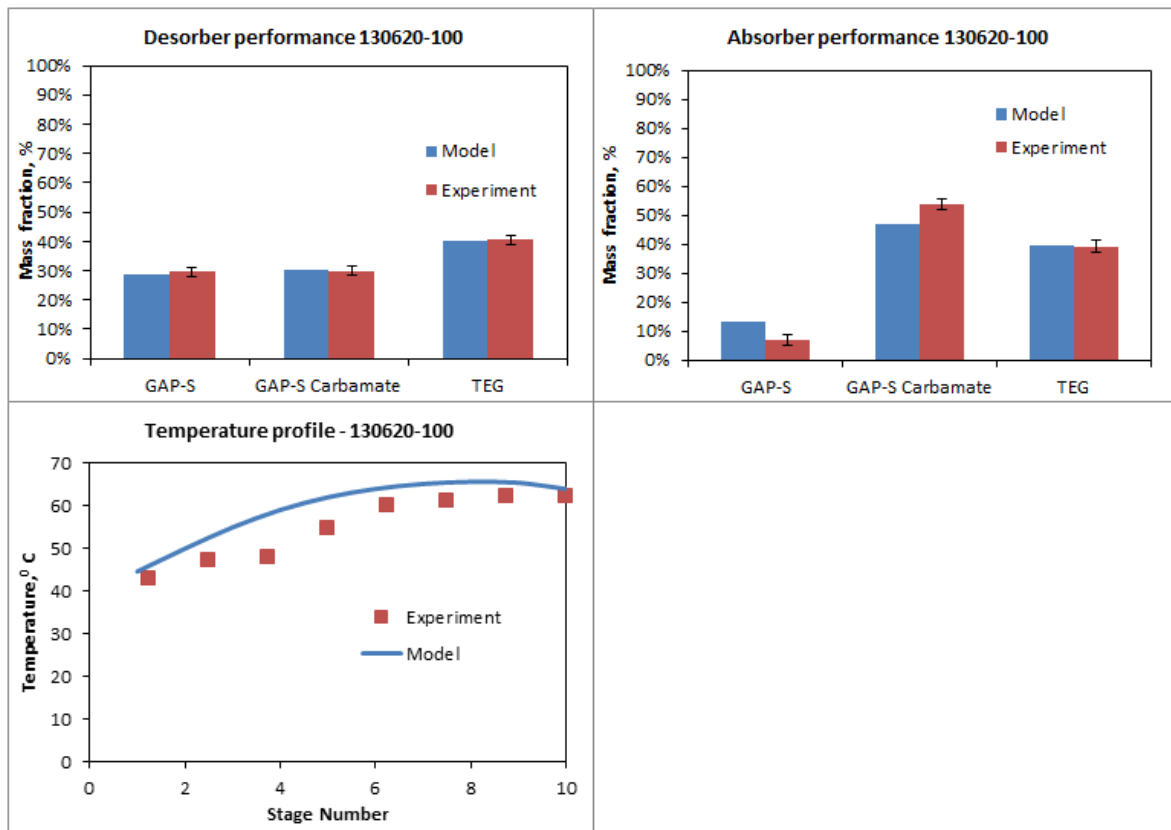 Desorber performance 130620-100
100%
90%
80%
70%
60%
50%
40%
30%
20%
10%
0%
Mass fraction, %
Model
Experiment
GAP-S
GAP-S Carbamate
TEG
Absorber performance 130620-100
100%
90%
80%
70%
60%
50%
40%
30%
20%
10%
0%
Mass fraction, %
Model
Experiment
GAP-S
GAP-S Carbamate
TEG
Temperature profile - 130620-100
70
60
50
40
30
20
10
0
Temperature,⁰ C
Experiment
Model
0
2
4
6
8
10
Stage Number